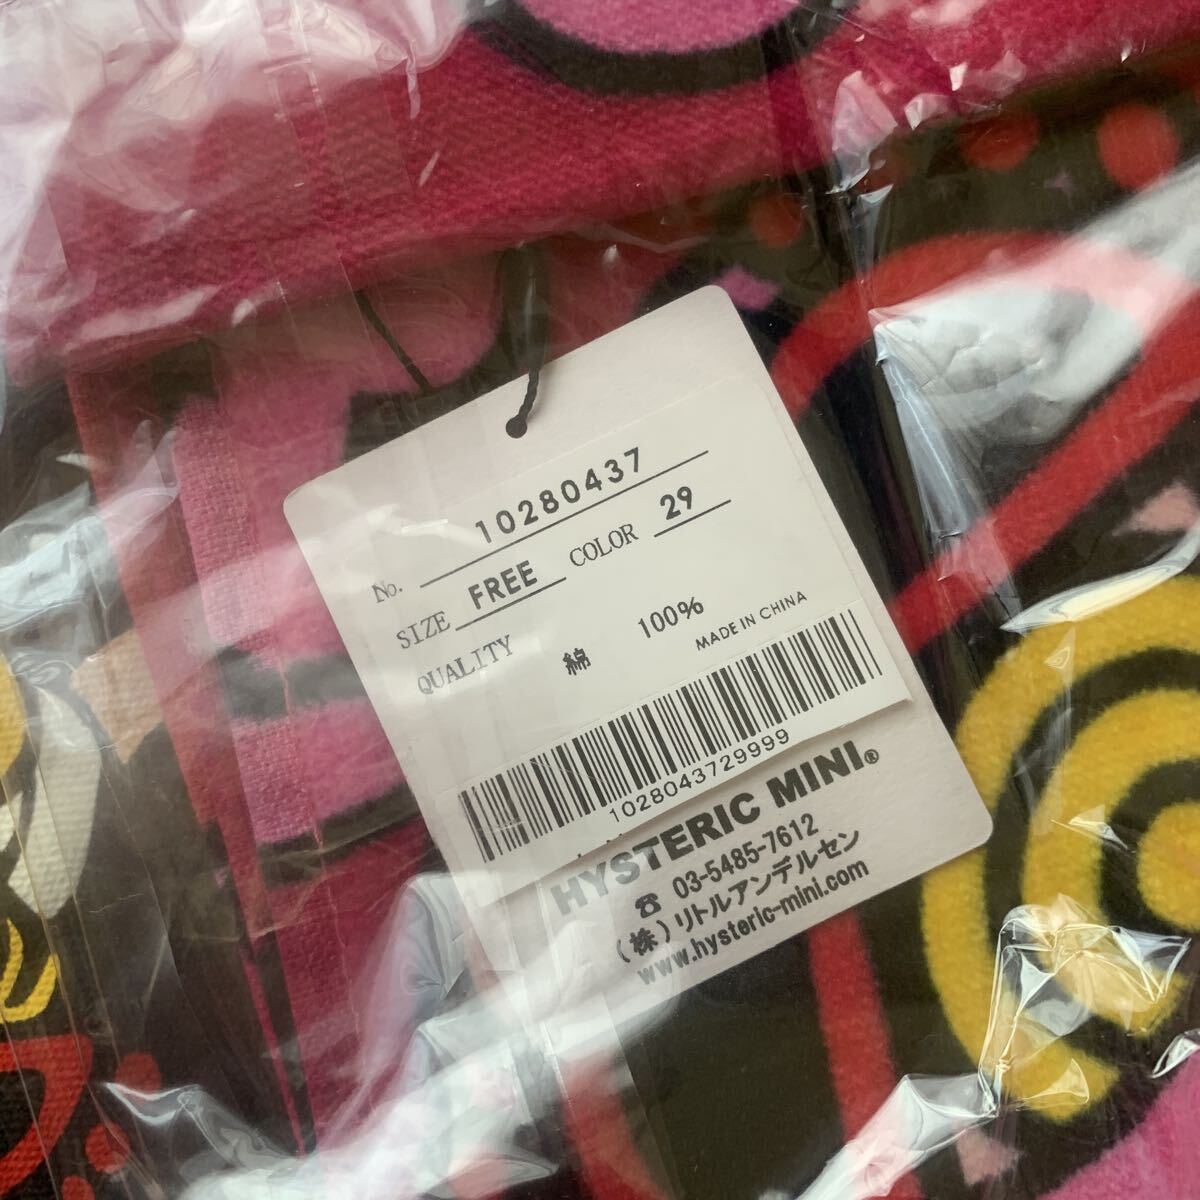 No. 10280437
SIZE FREE COLOR 29
QUALITY 綿 100%
MADE IN CHINA
1028043729999
HYSTERIC MINI®
☎ 03-5485-7612
(株)リトルアンデルセン
www.hysteric-mini.com